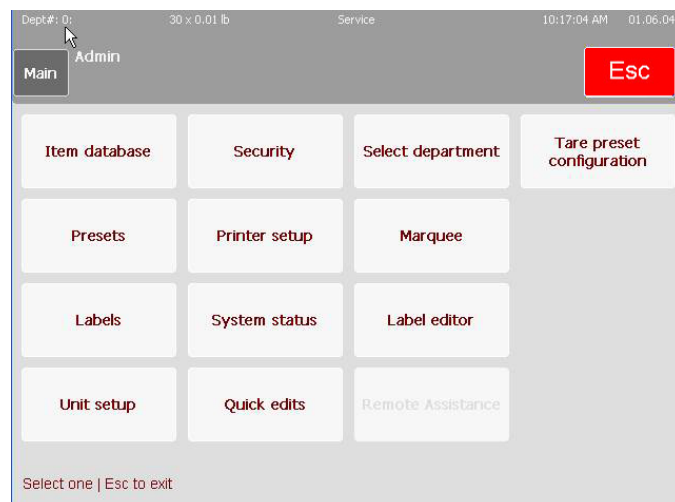 Dept#: 0: 30 x 0.01 lb Service 10:17:04 AM 01.06.04
Main Admin Esc
Item database Security Select department Tare preset configuration
Presets Printer setup Marquee
Labels System status Label editor
Unit setup Quick edits Remote Assistance
Select one | Esc to exit